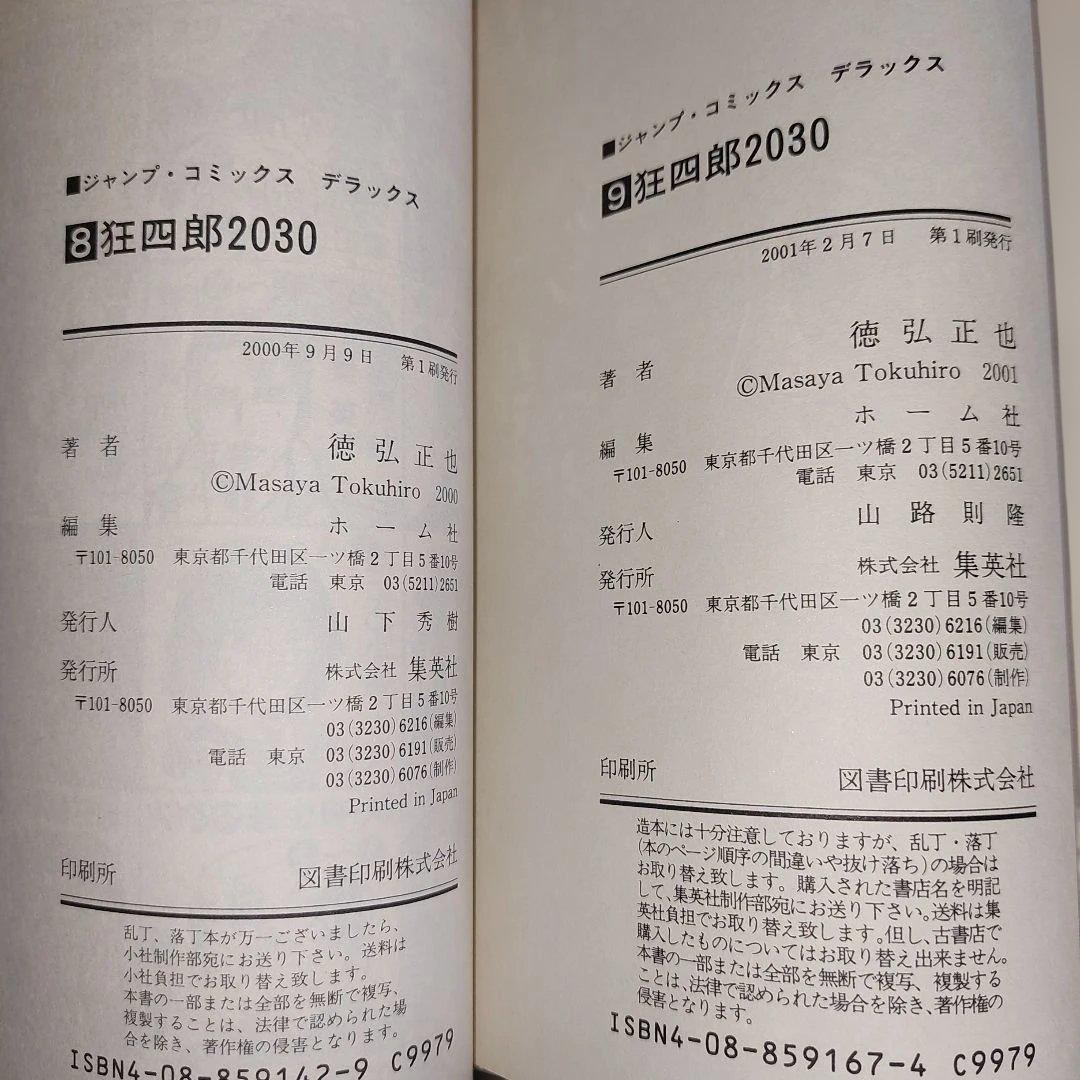 ■ジャンプ・コミックス デラックス
8狂四郎2030
2000年9月9日 第1刷発行
著者 徳弘正也
©Masaya Tokuhiro 2000
編集 ホーム社
〒101-8050 東京都千代田区一ツ橋2丁目5番10号
電話 東京 03(5211)2651
発行人 山下秀樹
発行所 株式会社 集英社
〒101-8050 東京都千代田区一ツ橋2丁目5番10号
03(3230)6216(編集)
電話 東京 03(3230)6191(販売)
03(3230)6076(制作)
Printed in Japan
印刷所 図書印刷株式会社
乱丁、落丁本が万一ございましたら、
小社制作部宛にお送り下さい。送料は
小社負担でお取り替え致します。
本書の一部または全部を無断で複写、
複製することは、法律で認められた場
合を除き、著作権の侵害となります。
ISBN4-08-859142-9 C9979
■ジャンプ・コミックス デラックス
9狂四郎2030
2001年2月7日 第1刷発行
著者 徳弘正也
©Masaya Tokuhiro 2001
編集 ホーム社
〒101-8050 東京都千代田区一ツ橋2丁目5番10号
電話 東京 03(5211)2651
発行人 山路則隆
発行所 株式会社 集英社
〒101-8050 東京都千代田区一ツ橋2丁目5番10号
03(3230)6216(編集)
電話 東京 03(3230)6191(販売)
03(3230)6076(制作)
Printed in Japan
印刷所 図書印刷株式会社
造本には十分注意しておりますが、乱丁・落丁
(本のページ順序の間違いや抜け落ち)の場合は
お取り替え致します。購入された書店名を明記
して、集英社制作部宛にお送り下さい。送料は集
英社負担でお取り替え致します。但し、古書店で
購入したものについてはお取り替え出来ません。
本書の一部または全部を無断で複写、複製する
ことは、法律で認められた場合を除き、著作権の
侵害となります。
ISBN4-08-859167-4 C9979